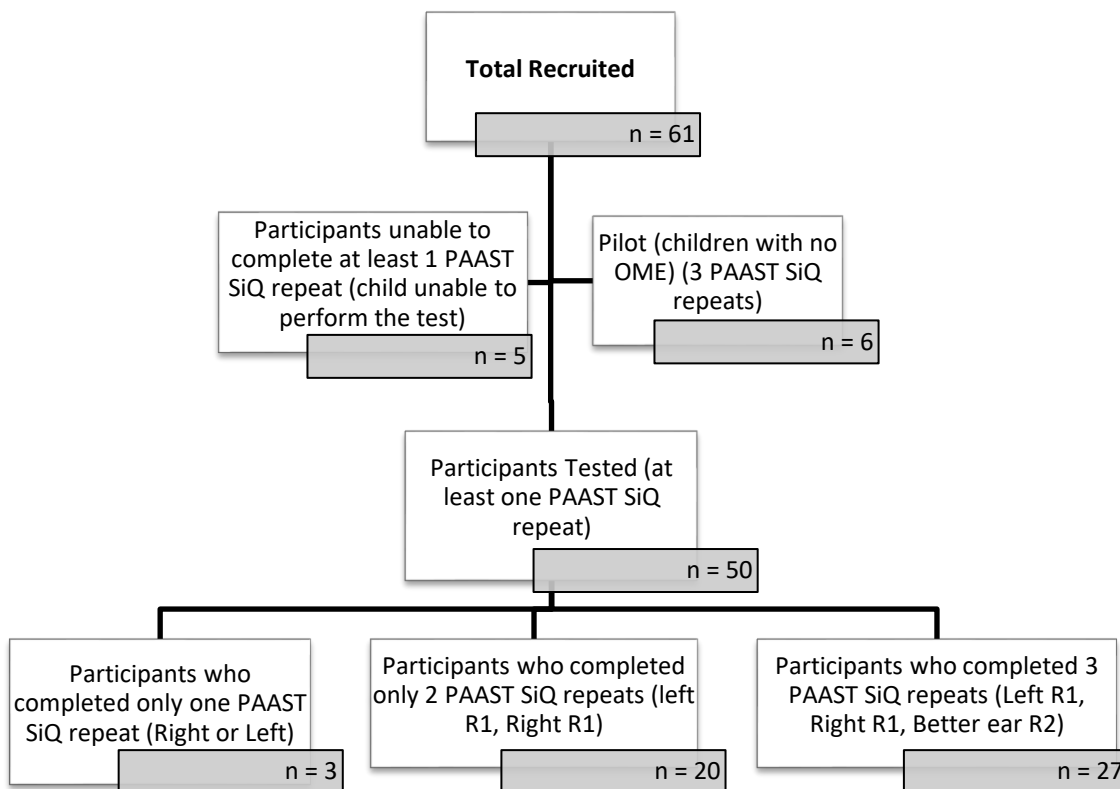 Total Recruited
n = 61
Participants unable to
complete at least 1 PAAST
SiQ repeat (child unable to
perform the test)
n = 5
Pilot (children with no
OME) (3 PAAST SiQ
repeats)
n = 6
Participants Tested (at
least one PAAST SiQ
repeat)
n = 50
Participants who
completed only one PAAST
SiQ repeat (Right or Left)
n = 3
Participants who completed
only 2 PAAST SiQ repeats (left
R1, Right R1)
n = 20
Participants who completed 3
PAAST SiQ repeats (Left R1,
Right R1, Better ear R2)
n = 27